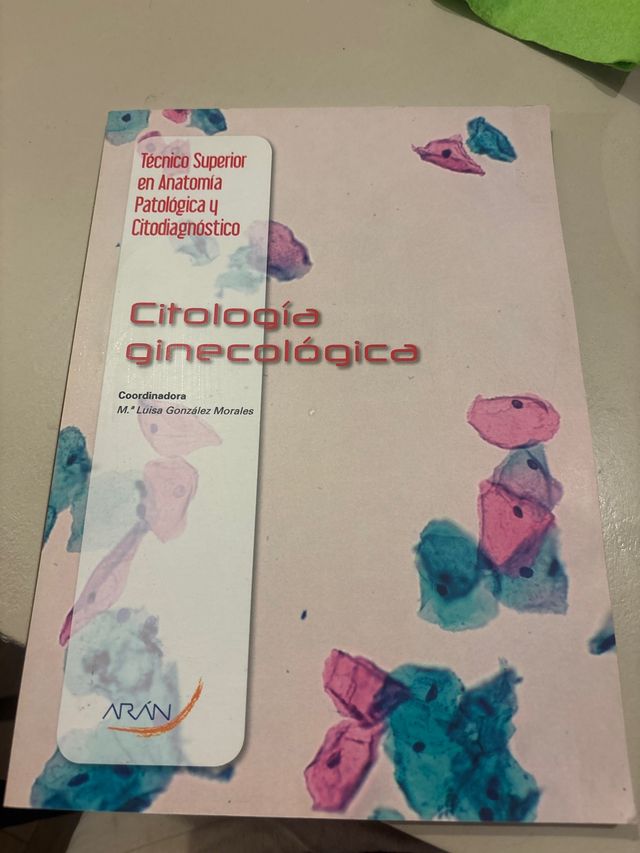 Técnico Superior
en Anatomía
Patológica y
Citodiagnóstico
Citología
ginecológica
Coordinadora
M.ª Luisa González Morales
ARÁN